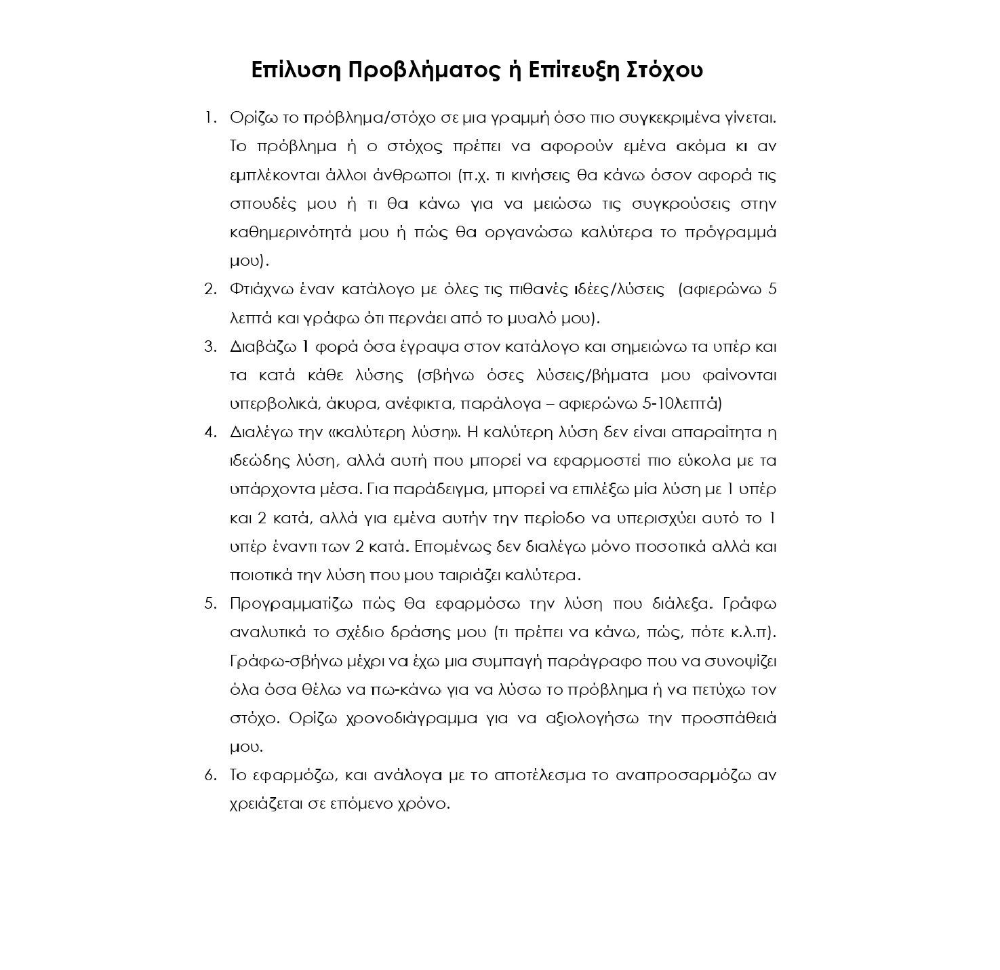 Επίλυση Προβλήματος ή Επίτευξη Στόχου
1. Ορίζω το πρόβλημα/στόχο σε μια γραμμή όσο πιο συγκεκριμένα γίνεται.
Το πρόβλημα ή ο στόχος πρέπει να αφορούν εμένα ακόμα κι αν
εμπλέκονται άλλοι άνθρωποι (π.χ. τι κινήσεις θα κάνω όσον αφορά τις
σπουδές μου ή τι θα κάνω για να μειώσω τις συγκρούσεις στην
καθημερινότητά μου ή πώς θα οργανώσω καλύτερα το πρόγραμμά
μου).
2. Φτιάχνω έναν κατάλογο με όλες τις πιθανές ιδέες/λύσεις (αφιερώνω 5
λεπτά και γράφω ότι περνάει από το μυαλό μου).
3. Διαβάζω 1 φορά όσα έγραψα στον κατάλογο και σημειώνω τα υπέρ και
τα κατά κάθε λύσης (σβήνω όσες λύσεις/βήματα μου φαίνονται
υπερβολικά, άκυρα, ανέφικτα, παράλογα – αφιερώνω 5-10λεπτά)
4. Διαλέγω την «καλύτερη λύση». Η καλύτερη λύση δεν είναι απαραίτητα η
ιδεώδης λύση, αλλά αυτή που μπορεί να εφαρμοστεί πιο εύκολα με τα
υπάρχοντα μέσα. Για παράδειγμα, μπορεί να επιλέξω μία λύση με 1 υπέρ
και 2 κατά, αλλά για εμένα αυτήν την περίοδο να υπερισχύει αυτό το 1
υπέρ έναντι των 2 κατά. Επομένως δεν διαλέγω μόνο ποσοτικά αλλά και
ποιοτικά την λύση που μου ταιριάζει καλύτερα.
5. Προγραμματίζω πώς θα εφαρμόσω την λύση που διάλεξα. Γράφω
αναλυτικά το σχέδιο δράσης μου (τι πρέπει να κάνω, πώς, πότε κ.λ.π).
Γράφω-σβήνω μέχρι να έχω μια συμπαγή παράγραφο που να συνοψίζει
όλα όσα θέλω να πω-κάνω για να λύσω το πρόβλημα ή να πετύχω τον
στόχο. Ορίζω χρονοδιάγραμμα για να αξιολογήσω την προσπάθειά
μου.
6. Το εφαρμόζω, και ανάλογα με το αποτέλεσμα το αναπροσαρμόζω αν
χρειάζεται σε επόμενο χρόνο.